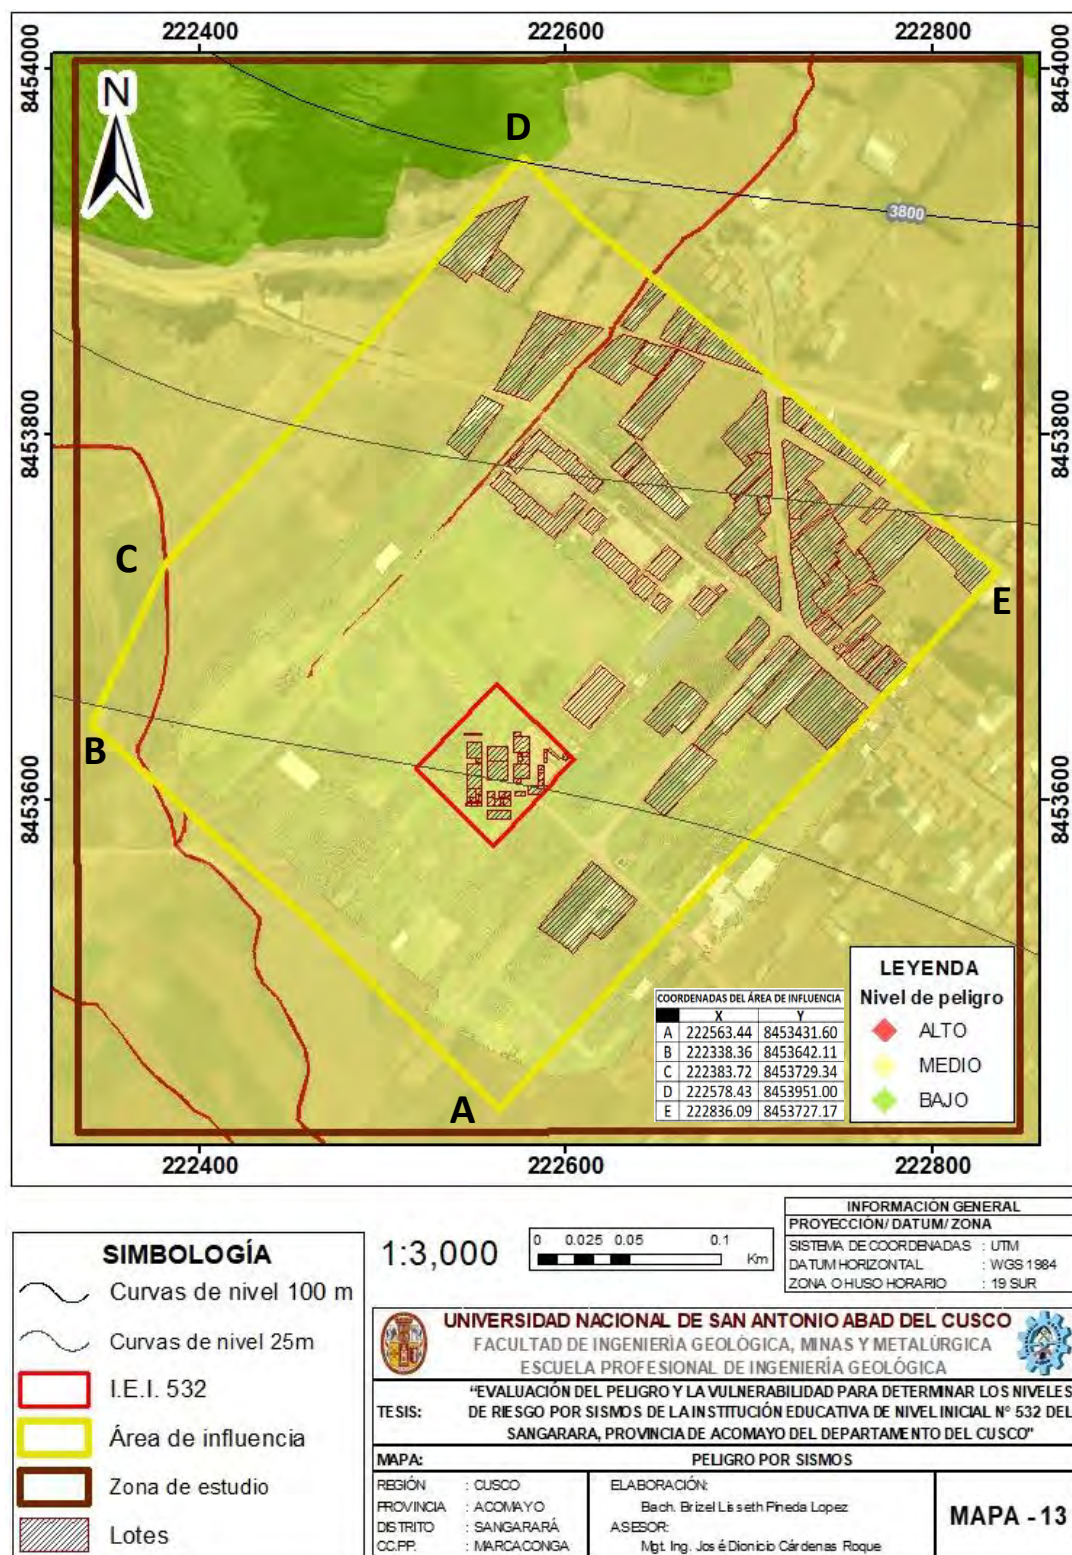 222400 222600 222800
8454000 8454000
N
D
3800
8453800 8453800
C
E
B
8453600 8453600
A
COORDENADAS DEL ÁREA DE INFLUENCIA
X Y
A 222563.44 8453431.60
B 222338.36 8453642.11
C 222383.72 8453729.34
D 222578.43 8453951.00
E 222836.09 8453727.17
LEYENDA
Nivel de peligro
ALTO
MEDIO
BAJO
222400 222600 222800
SIMBOLOGÍA
Curvas de nivel 100 m
Curvas de nivel 25m
I.E.I. 532
Área de influencia
Zona de estudio
Lotes
1:3,000
0 0.025 0.05 0.1
Km
INFORMACIÓN GENERAL
PROYECCIÓN/ DATUM/ ZONA
SISTEMA DE COORDENADAS : UTM
DATUM HORIZONTAL : WGS 1984
ZONA O HUSO HORARIO : 19 SUR
UNIVERSIDAD NACIONAL DE SAN ANTONIO ABAD DEL CUSCO
FACULTAD DE INGENIERÌA GEOLÒGICA, MINAS Y METALÙRGICA
ESCUELA PROFESIONAL DE INGENIERÌA GEOLÒGICA
TESIS:
"EVALUACIÓN DEL PELIGRO Y LA VULNERABILIDAD PARA DETERMINAR LOS NIVELES
DE RIESGO POR SISMOS DE LA INSTITUCIÓN EDUCATIVA DE NIVEL INICIAL N° 532 DEL
SANGARARA, PROVINCIA DE ACOMAYO DEL DEPARTAMENTO DEL CUSCO"
MAPA: PELIGRO POR SISMOS
REGIÓN : CUSCO
PROVINCIA : ACOMAYO
DISTRITO : SANGARARÁ
CC.PP. : MARCACONGA
ELABORACIÓN:
Bach. Brizel Lisseth Pineda Lopez
ASESOR:
Mgt. Ing. José Dionicio Cárdenas Roque
MAPA - 13